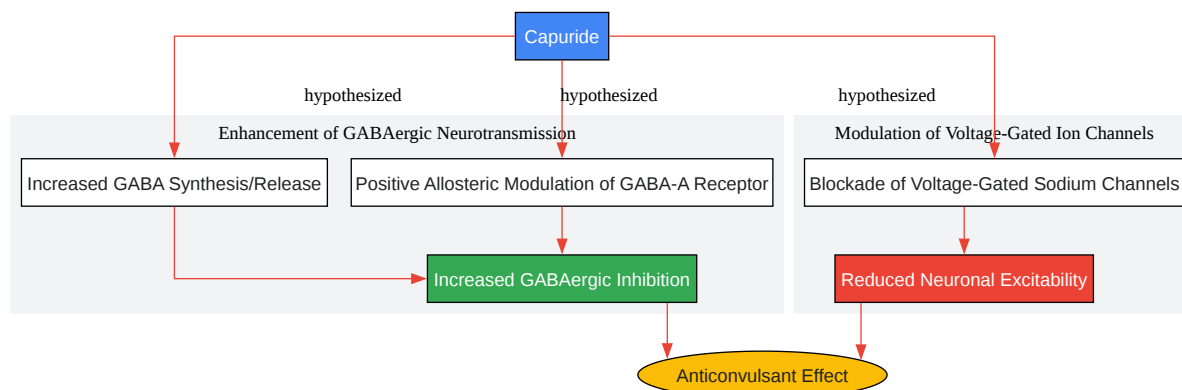 Capuride
hypothesized
hypothesized
hypothesized
Enhancement of GABAergic Neurotransmission
Modulation of Voltage-Gated Ion Channels
Increased GABA Synthesis/Release
Positive Allosteric Modulation of GABA-A Receptor
Blockade of Voltage-Gated Sodium Channels
Increased GABAergic Inhibition
Reduced Neuronal Excitability
Anticonvulsant Effect